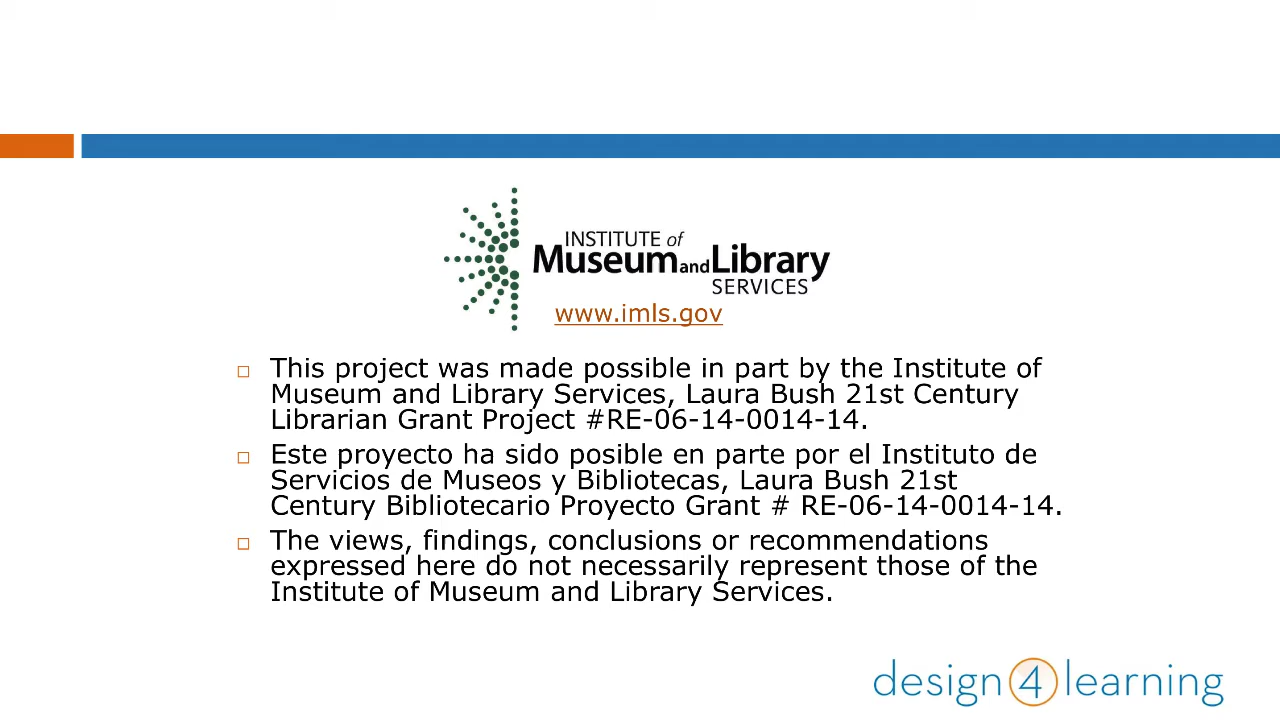 INSTITUTE of
Museum and Library
SERVICES
www.imls.gov
This project was made possible in part by the Institute of
Museum and Library Services, Laura Bush 21st Century
Librarian Grant Project #RE-06-14-0014-14.
Este proyecto ha sido posible en parte por el Instituto de
Servicios de Museos y Bibliotecas, Laura Bush 21st
Century Bibliotecario Proyecto Grant # RE-06-14-0014-14.
The views, findings, conclusions or recommendations
expressed here do not necessarily represent those of the
Institute of Museum and Library Services.
design 4 learning